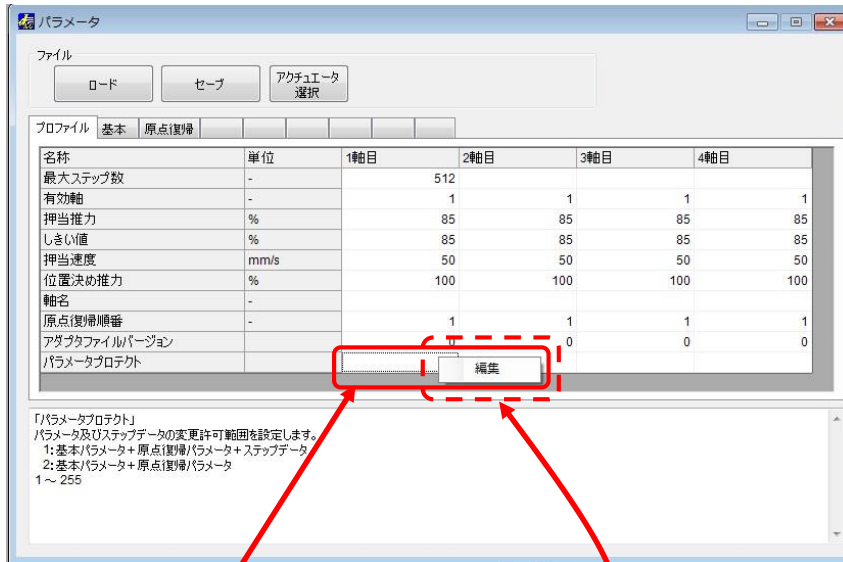 パラメータ
ファイル
ロード
セーブ
アクチュエータ
選択
プロファイル 基本 原点復帰
名称 単位 1軸目 2軸目 3軸目 4軸目
最大ステップ数 - 512
有効軸 - 1 1 1 1
押当推力 % 85 85 85 85
しきい値 % 85 85 85 85
押当速度 mm/s 50 50 50 50
位置決め推力 % 100 100 100 100
軸名 -
原点復帰順番 - 1 1 1 1
アダプタファイルバージョン 0 0 0 0
パラメータプロテクト
編集
「パラメータプロテクト」
パラメータ及びステップデータの変更許可範囲を設定します。
1:基本パラメータ+原点復帰パラメータ+ステップデータ
2:基本パラメータ+原点復帰パラメータ
1～255